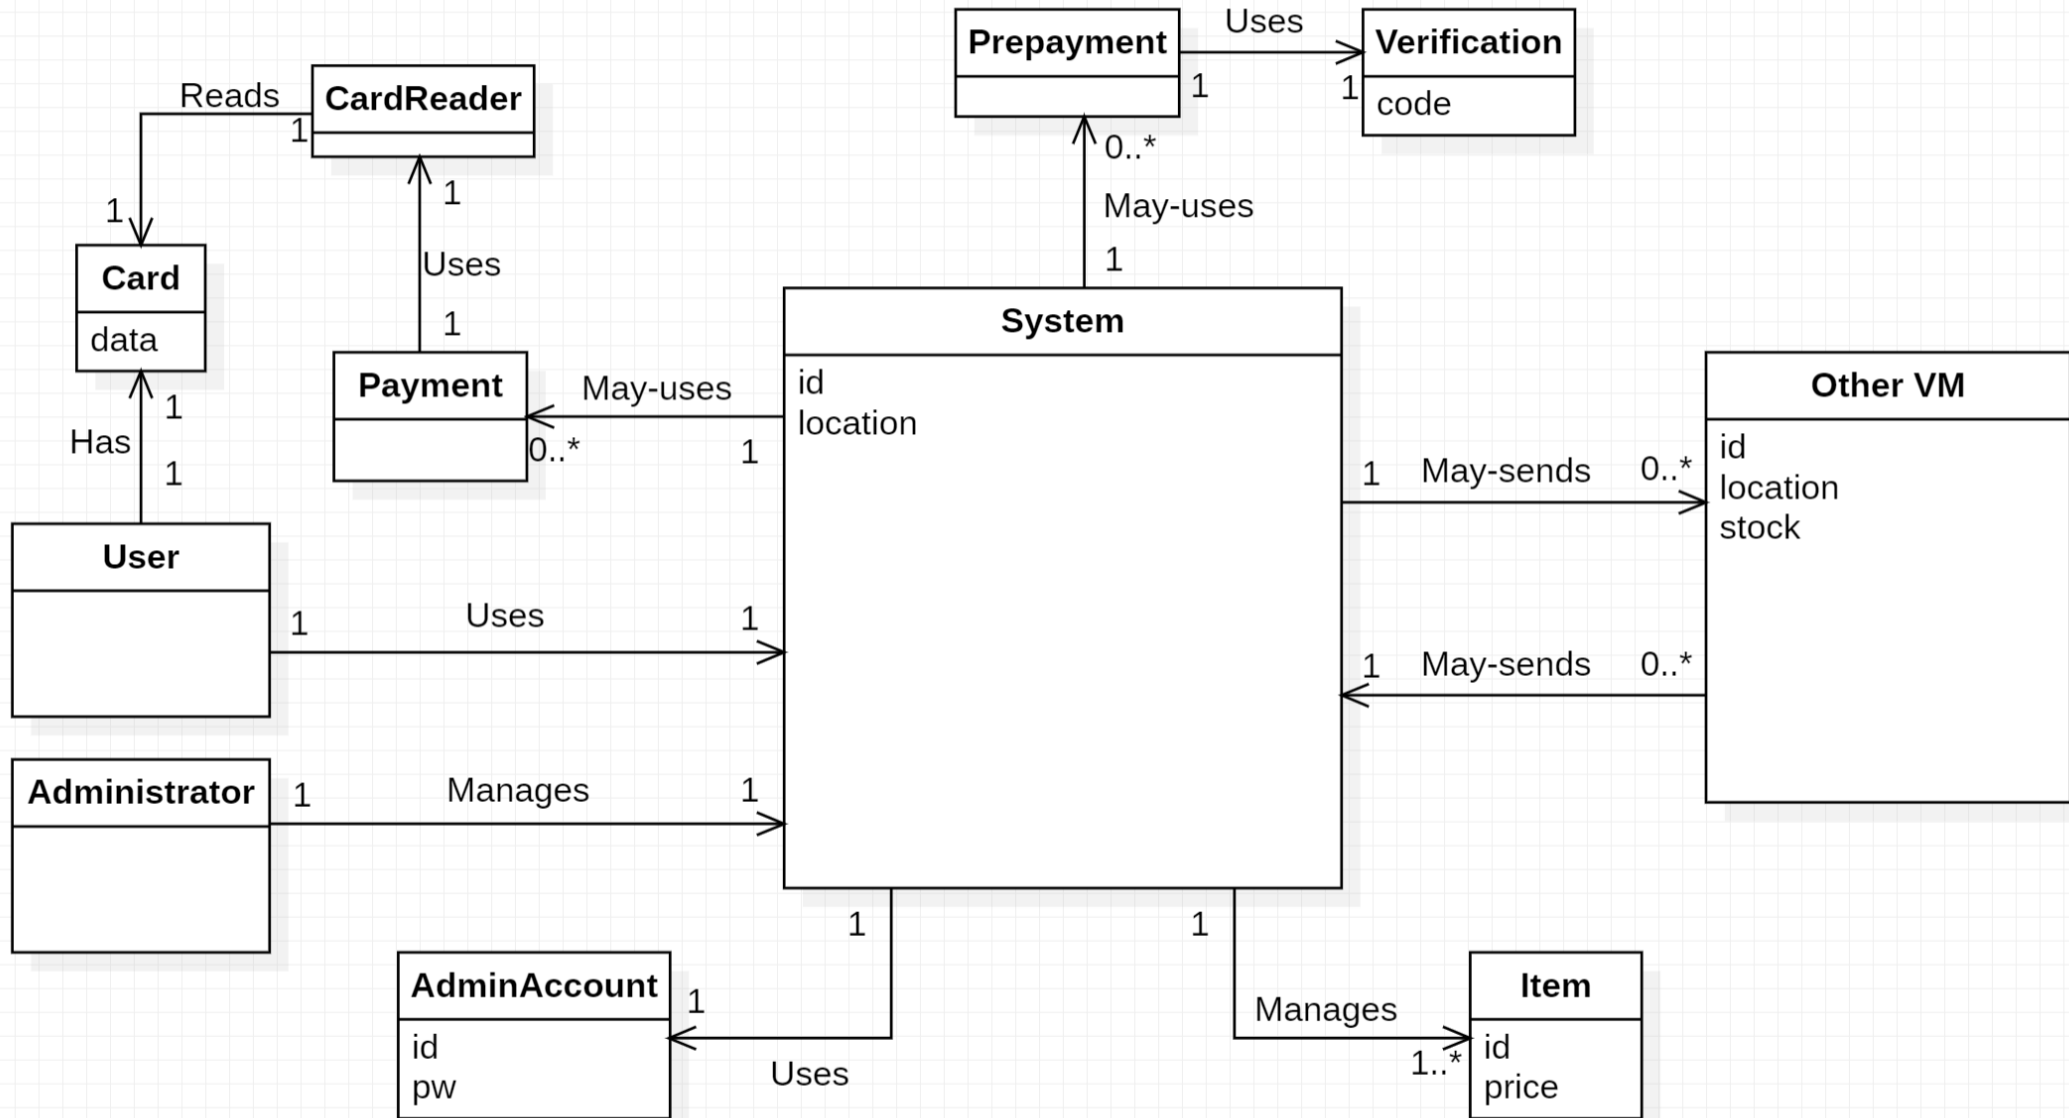 Prepayment
Uses
1
1
Verification
code
CardReader
Reads
1
1
0..*
May-uses
1
1
Uses
1
Card
data
1
Has
1
Payment
May-uses
0..*
1
System
id
location
Other VM
id
location
stock
1
May-sends
0..*
1
May-sends
0..*
User
1
Uses
1
Administrator
1
Manages
1
1
1
AdminAccount
id
pw
1
Uses
Manages
1..*
Item
id
price